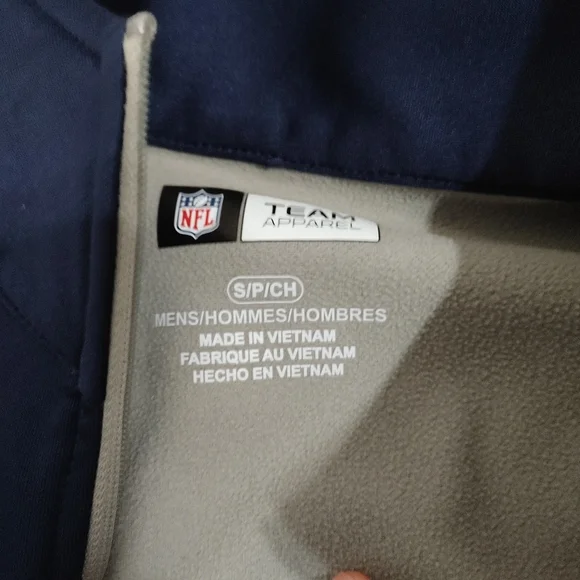 NFL
TEAM
APPAREL
S/P/CH
MENS/HOMMES/HOMBRES
MADE IN VIETNAM
FABRIQUE AU VIETNAM
HECHO EN VIETNAM